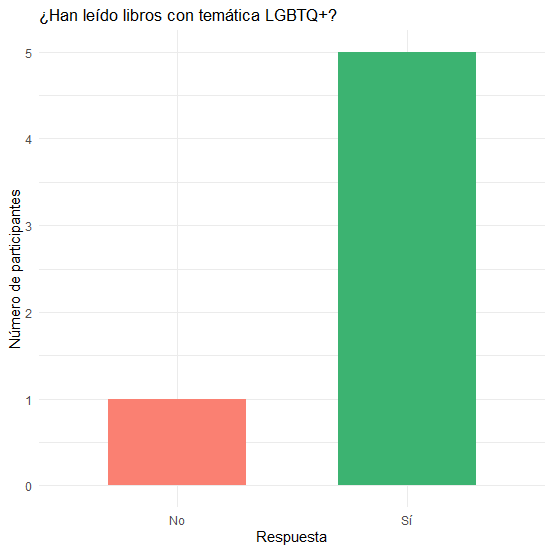 ¿Han leído libros con temática LGBTQ+?
5
4
3
2
1
0
Número de participantes
No
Sí
Respuesta